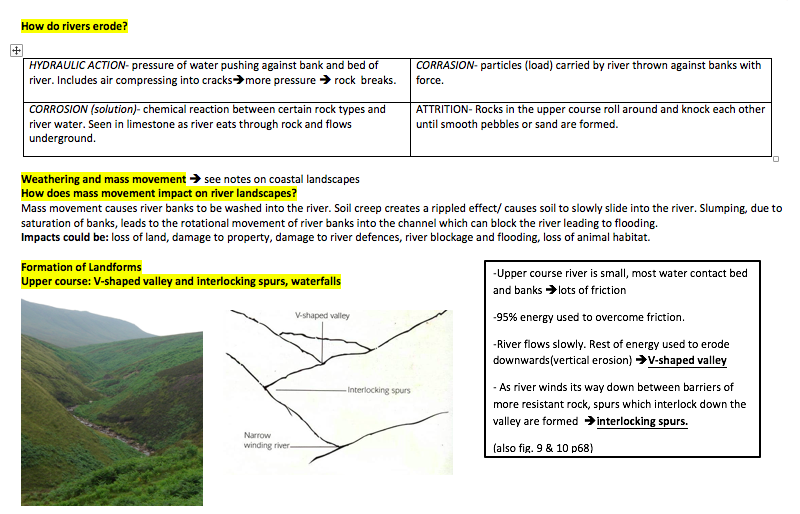 How do rivers erode?
HYDRAULIC ACTION- pressure of water pushing against bank and bed of
river. Includes air compressing into cracks➔more pressure ➔ rock breaks.
CORRASION- particles (load) carried by river thrown against banks with
force.
CORROSION (solution)- chemical reaction between certain rock types and
river water. Seen in limestone as river eats through rock and flows
underground.
ATTRITION- Rocks in the upper course roll around and knock each other
until smooth pebbles or sand are formed.
Weathering and mass movement ➔ see notes on coastal landscapes
How does mass movement impact on river landscapes?
Mass movement causes river banks to be washed into the river. Soil creep creates a rippled effect/ causes soil to slowly slide into the river. Slumping, due to
saturation of banks, leads to the rotational movement of river banks into the channel which can block the river leading to flooding.
Impacts could be: loss of land, damage to property, damage to river defences, river blockage and flooding, loss of animal habitat.
Formation of Landforms
Upper course: V-shaped valley and interlocking spurs, waterfalls
V-shaped valley
Interlocking spurs
Narrow
winding river
-Upper course river is small, most water contact bed
and banks ➔lots of friction
-95% energy used to overcome friction.
-River flows slowly. Rest of energy used to erode
downwards(vertical erosion) ➔V-shaped valley
- As river winds its way down between barriers of
more resistant rock, spurs which interlock down the
valley are formed ➔interlocking spurs.
(also fig. 9 & 10 p68)